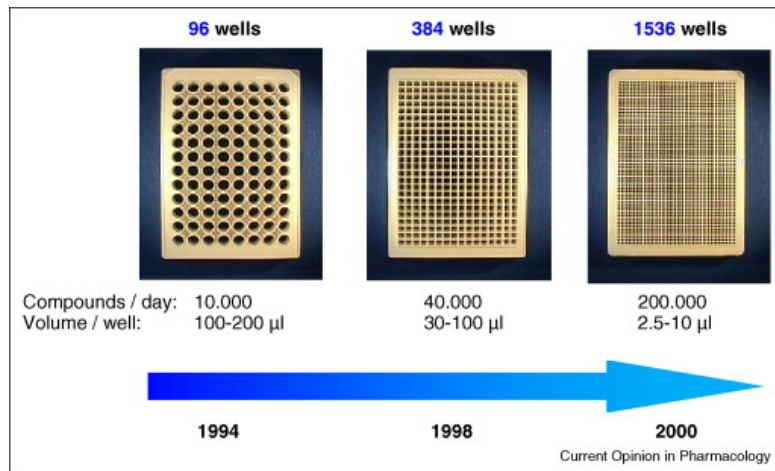 96 wells 384 wells 1536 wells
Compounds / day: 10.000 40.000 200.000
Volume / well: 100-200 µl 30-100 µl 2.5-10 µl
1994 1998 2000
Current Opinion in Pharmacology